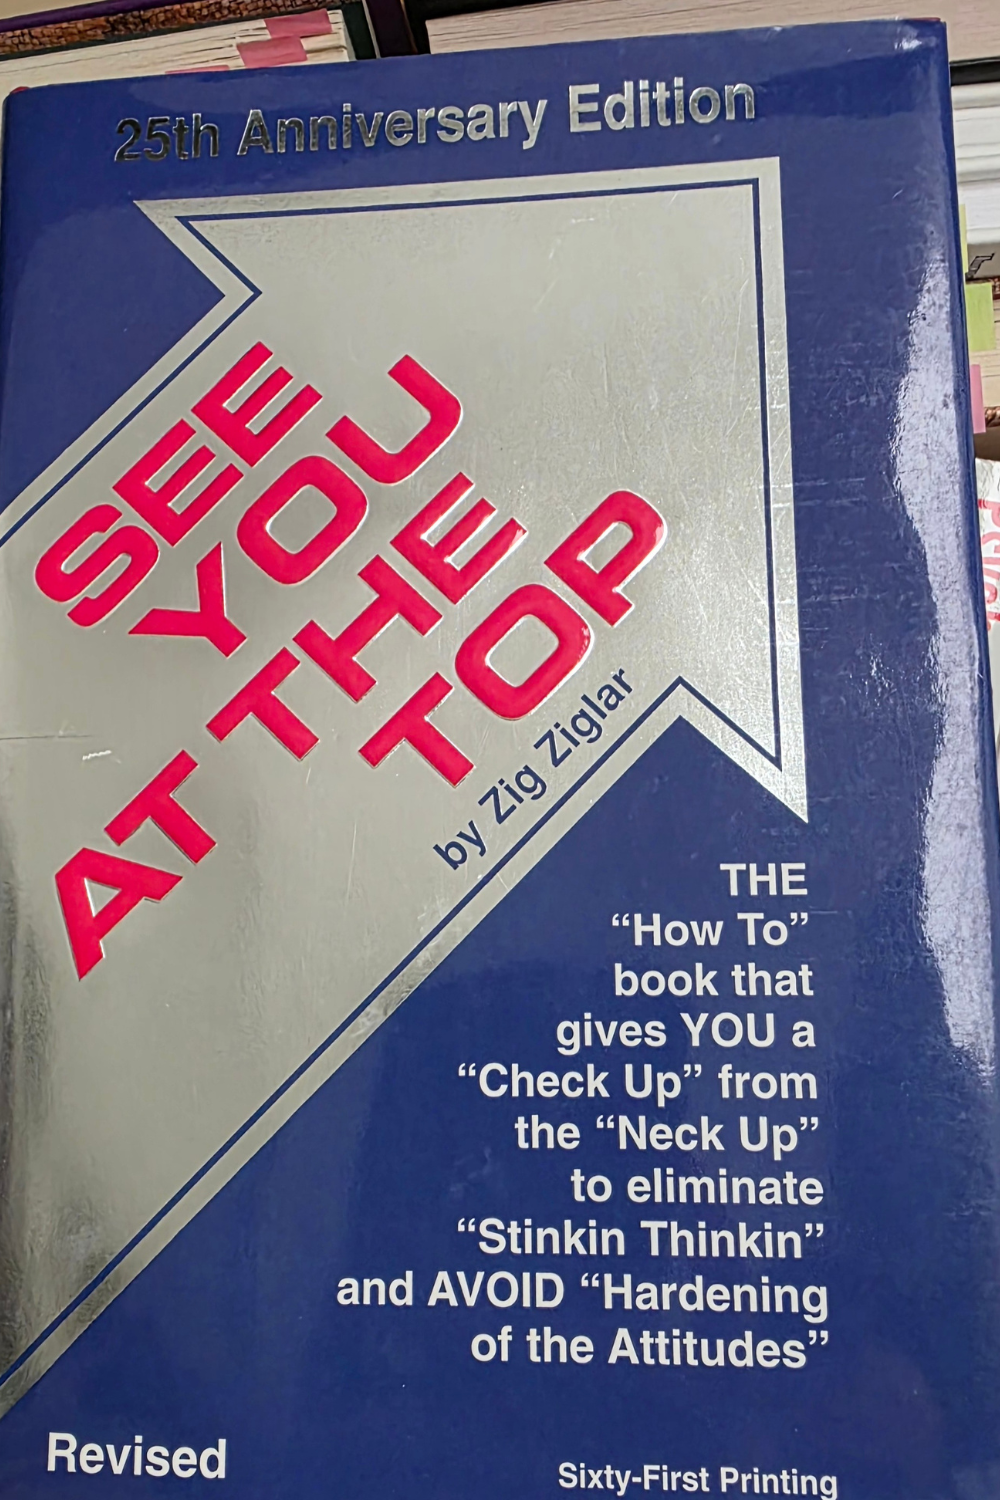 25th Anniversary Edition
SEE
YOU
AT THE
TOP
by Zig Ziglar
THE
“How To”
book that
gives YOU a
“Check Up” from
the “Neck Up”
to eliminate
“Stinkin Thinkin”
and AVOID “Hardening
of the Attitudes”
Revised
Sixty-First Printing